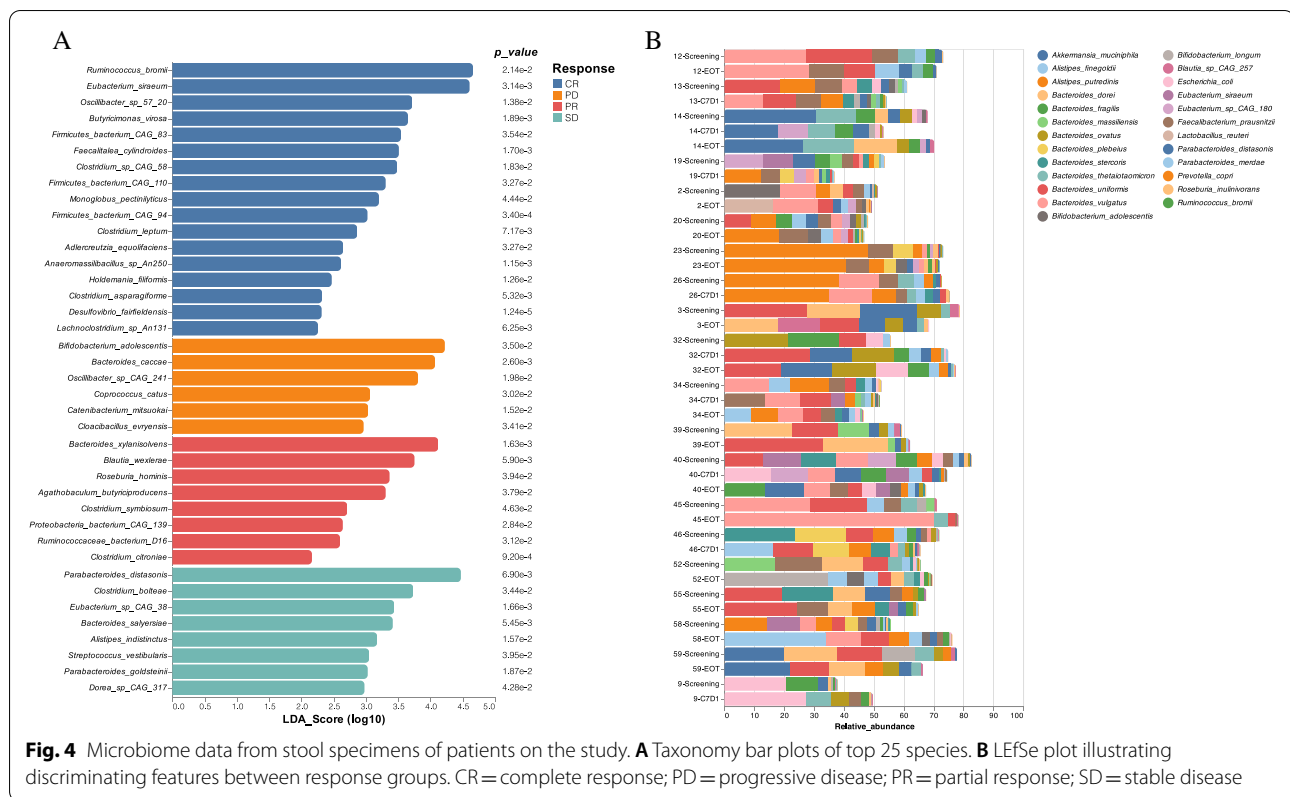 A
p_value
Ruminococcus_bromii 2.14e-2
Eubacterium_siraeum 3.14e-3
Oscillibacter_sp_57_20 1.38e-2
Butyricimonas_virosa 1.89e-3
Firmicutes_bacterium_CAG_83 3.54e-2
Faecalitalea_cylindroides 1.70e-3
Clostridium_sp_CAG_58 1.83e-2
Firmicutes_bacterium_CAG_110 3.27e-2
Monoglobus_pectinilyticus 4.44e-2
Firmicutes_bacterium_CAG_94 3.40e-4
Clostridium_leptum 7.17e-3
Adlercreutzia_equolifaciens 3.27e-2
Anaeromassilibacillus_sp_An250 1.15e-3
Holdemania_filiformis 1.26e-2
Clostridium_asparagiforme 5.32e-3
Desulfovibrio_fairfieldensis 1.24e-5
Lachnoclostridium_sp_An131 6.25e-3
Bifidobacterium_adolescentis 3.50e-2
Bacteroides_caccae 2.60e-3
Oscillibacter_sp_CAG_241 1.98e-2
Coprococcus_catus 3.02e-2
Catenibacterium_mitsuokai 1.52e-2
Cloacibacillus_evryensis 3.41e-2
Bacteroides_xylanisolvens 1.63e-3
Blautia_wexlerae 5.90e-3
Roseburia_hominis 3.94e-2
Agathobaculum_butyriciproducens 3.79e-2
Clostridium_symbiosum 4.63e-2
Proteobacteria_bacterium_CAG_139 2.84e-2
Ruminococcaceae_bacterium_D16 3.12e-2
Clostridium_citroniae 9.20e-4
Parabacteroides_distasonis 6.90e-3
Clostridium_bolteae 3.44e-2
Eubacterium_sp_CAG_38 1.66e-3
Bacteroides_salyersiae 5.45e-3
Alistipes_indistinctus 1.57e-2
Streptococcus_vestibularis 3.95e-2
Parabacteroides_goldsteinii 1.87e-2
Dorea_sp_CAG_317 4.28e-2
0.0 0.5 1.0 1.5 2.0 2.5 3.0 3.5 4.0 4.5 5.0
LDA_Score (log10)
Response
CR
PD
PR
SD
B
12-Screening
12-EOT
13-Screening
13-C7D1
14-Screening
14-C7D1
14-EOT
19-Screening
19-C7D1
2-Screening
2-EOT
20-Screening
20-EOT
23-Screening
23-EOT
26-Screening
26-C7D1
3-Screening
3-EOT
32-Screening
32-C7D1
32-EOT
34-Screening
34-C7D1
34-EOT
39-Screening
39-EOT
40-Screening
40-C7D1
40-EOT
45-Screening
45-EOT
46-Screening
46-C7D1
52-Screening
52-EOT
55-Screening
55-EOT
58-Screening
58-EOT
59-Screening
59-EOT
9-Screening
9-C7D1
0 10 20 30 40 50 60 70 80 90 100
Relative_abundance
Akkermansia_muciniphila
Alistipes_finegoldii
Alistipes_putredinis
Bacteroides_dorei
Bacteroides_fragilis
Bacteroides_massiliensis
Bacteroides_ovatus
Bacteroides_plebeius
Bacteroides_stercoris
Bacteroides_thetaiotaomicron
Bacteroides_uniformis
Bacteroides_vulgatus
Bifidobacterium_adolescentis
Bifidobacterium_longum
Blautia_sp_CAG_257
Escherichia_coli
Eubacterium_siraeum
Eubacterium_sp_CAG_180
Faecalibacterium_prausnitzii
Lactobacillus_reuteri
Parabacteroides_distasonis
Parabacteroides_merdae
Prevotella_copri
Roseburia_inulinivorans
Ruminococcus_bromii
Fig. 4 Microbiome data from stool specimens of patients on the study. A Taxonomy bar plots of top 25 species. B LEfSe plot illustrating
discriminating features between response groups. CR = complete response; PD = progressive disease; PR = partial response; SD = stable disease